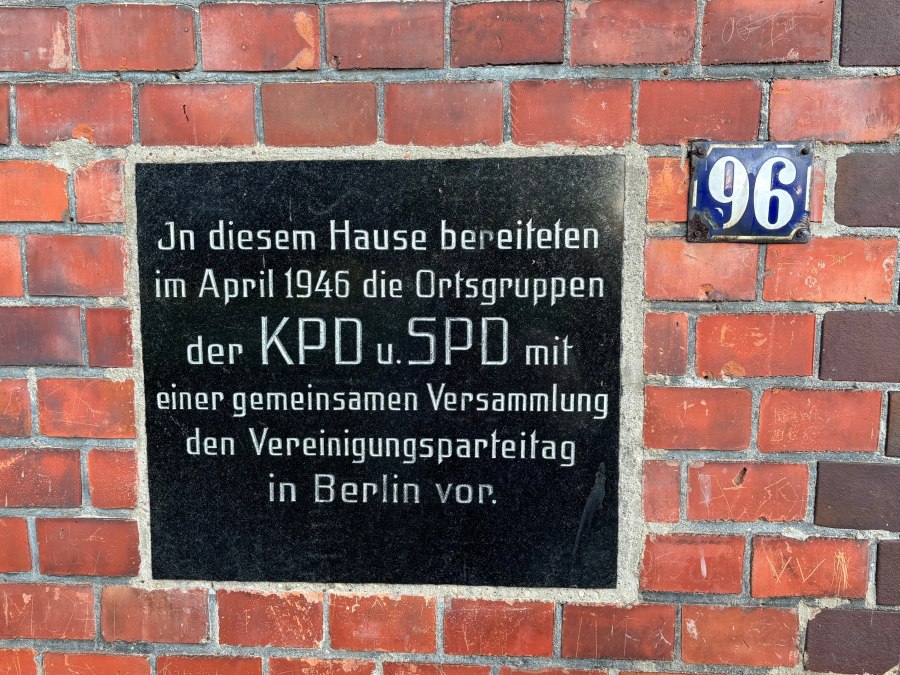 In diesem Hause bereiteten
im April 1946 die Ortsgruppen
der KPD u. SPD mit
einer gemeinsamen Versammlung
den Vereinigungsparteitag
in Berlin vor.
96